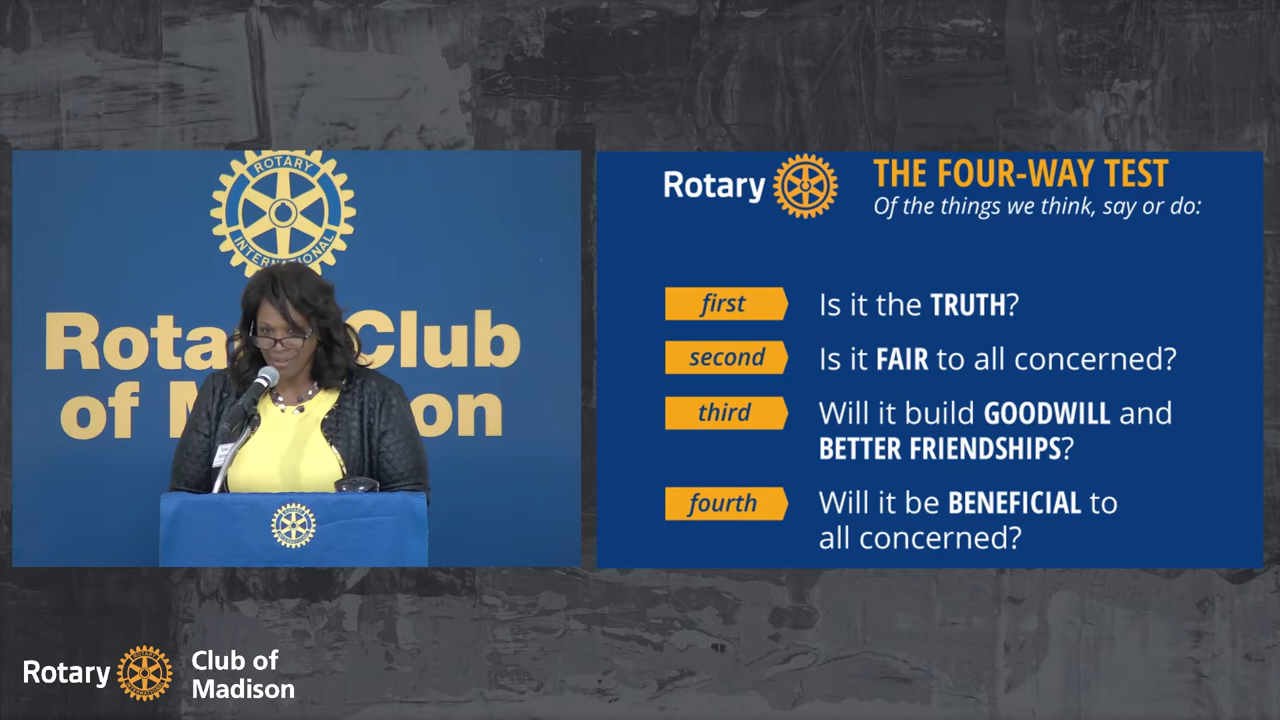 ROTARY
INTERNATIONAL
Rota Club
of M on
Rotary
THE FOUR-WAY TEST
Of the things we think, say or do:
first
Is it the TRUTH?
second
Is it FAIR to all concerned?
third
Will it build GOODWILL and
BETTER FRIENDSHIPS?
fourth
Will it be BENEFICIAL to
all concerned?
Rotary
Club of
Madison